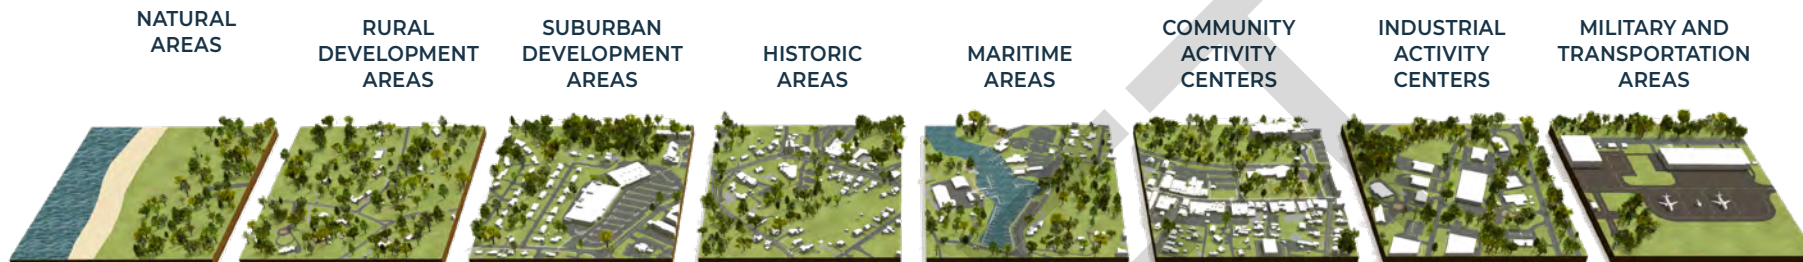 NATURAL
AREAS
RURAL
DEVELOPMENT
AREAS
SUBURBAN
DEVELOPMENT
AREAS
HISTORIC
AREAS
MARITIME
AREAS
COMMUNITY
ACTIVITY
CENTERS
INDUSTRIAL
ACTIVITY
CENTERS
MILITARY AND
TRANSPORTATION
AREAS